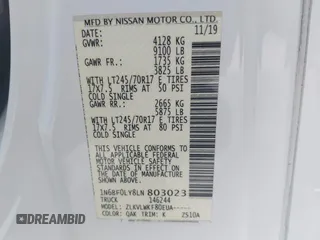 MFD BY NISSAN MOTOR CO., LTD.
DATE: 11/19
GVWR: 4128 KG
9100 LB
GAWR FR.: 1735 KG
3825 LB
WITH LT245/70R17 E TIRES
17X7.5 RIMS AT 50 PSI
COLD SINGLE
GAWR RR.: 2665 KG
5875 LB
WITH LT245/70R17 E TIRES
17X7.5 RIMS AT 80 PSI
COLD SINGLE
THIS VEHICLE CONFORMS TO ALL
APPLICABLE FEDERAL MOTOR
VEHICLE SAFETY STANDARDS IN
EFFECT ON THE DATE OF
MANUFACTURE SHOWN ABOVE.
1N6BF0LY8LN 803023
TRUCK 146744
MODEL: ZLKVLWKF80EUA-----
COLOR: QAK TRIM: K ZS10A
© DREAMBID